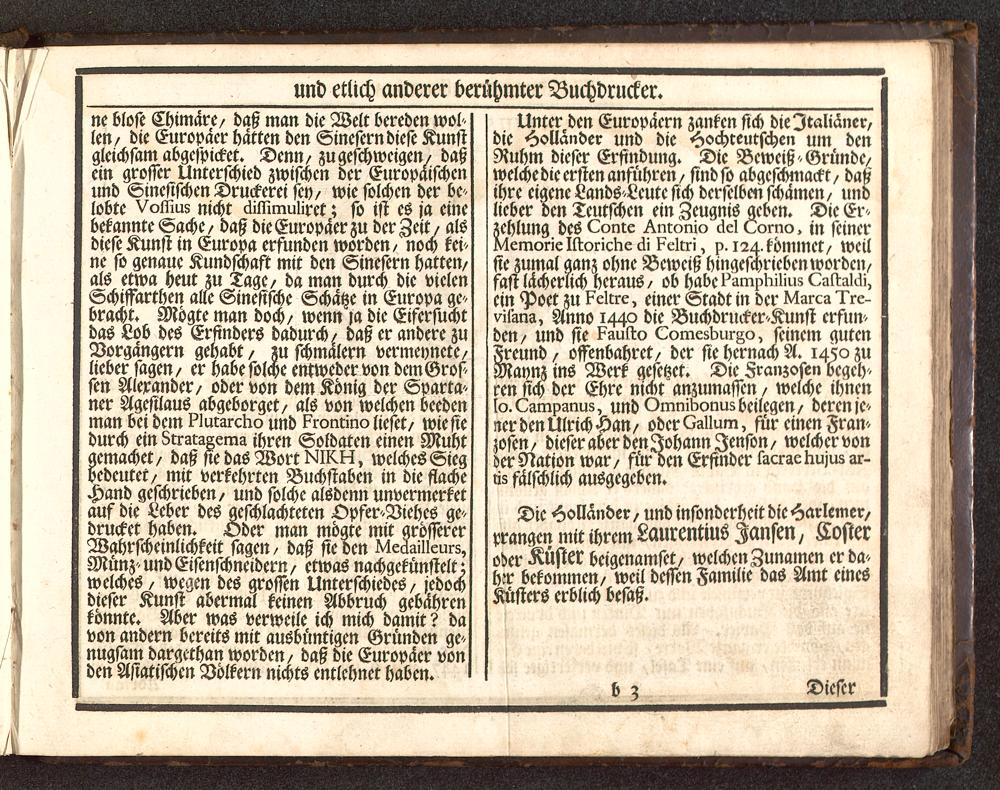 und etlich anderer berühmter Buchdrucker.
ne blose Chimäre, daß man die Welt bereden wol-
len, die Europäer hätten den Sinesern diese Kunst
gleichsam abgespicket. Denn, zu geschweigen, daß
ein grosser Unterschied zwischen der Europäischen
und Sinesischen Druckerei sey, wie solchen der be-
lobte Vossius nicht dissimuliret; so ist es ja eine
bekannte Sache, daß die Europäer zu der Zeit, als
diese Kunst in Europa erfunden worden, noch kei-
ne so genaue Kundschaft mit den Sinesern hatten,
als etwa heut zu Tage, da man durch die vielen
Schiffarthen alle Sinesische Schätze in Europa ge-
bracht. Mögte man doch, wenn ja die Eifersucht
das Lob des Erfinders dadurch, daß er andere zu
Vorgängern gehabt, zu schmälern vermeynete,
lieber sagen, er habe solche entweder von dem Gros-
sen Alexander, oder von dem König der Sparta-
ner Agesilaus abgeborget, als von welchen beeden
man bei dem Plutarcho und Frontino lieset, wie sie
durch ein Stratagema ihren Soldaten einen Muht
gemachet, daß sie das Wort NIKH, welches Sieg
bedeutet, mit verkehrten Buchstaben in die flache
Hand geschrieben, und solche alsdenn unvermerket
auf die Leber des geschlachteten Opfer-Viehes ge-
drucket haben. Oder man mögte mit grösserer
Wahrscheinlichkeit sagen, daß sie den Medailleurs,
Münz- und Eisenschneidern, etwas nachgekünstelt;
welches, wegen des grossen Unterschiedes, jedoch
dieser Kunst abermal keinen Abbruch gebähren
könnte. Aber was verweile ich mich damit? da
von andern bereits mit ausbüntigen Gründen ge-
nugsam dargethan worden, daß die Europäer von
den Asiatischen Völkern nichts entlehnet haben.
Unter den Europäern zanken sich die Italiäner,
die Holländer und die Hochteutschen um den
Ruhm dieser Erfindung. Die Beweiß-Gründe,
welche die ersten anführen, sind so abgeschmackt, daß
ihre eigene Lands-Leute sich derselben schämen, und
lieber den Teutschen ein Zeugnis geben. Die Er-
zehlung des Conte Antonio del Corno, in seiner
Memorie Istoriche di Feltri, p. 124. kömmet, weil
sie zumal ganz ohne Beweiß hingeschrieben worden,
fast lächerlich heraus, ob habe Pamphilius Castaldi,
ein Poet zu Feltre, einer Stadt in der Marca Tre-
visana, Anno 1440 die Buchdrucker-Kunst erfun-
den, und sie Fausto Comesburgo, seinem guten
Freund, offenbahret, der sie hernach A. 1450 zu
Maynz ins Werk gesetzet. Die Franzosen begeh-
ren sich der Ehre nicht anzumassen, welche ihnen
Io. Campanus, und Omnibonus beilegen, deren je-
ner den Ulrich Han, oder Gallum, für einen Fran-
zosen, dieser aber den Johann Jenson, welcher von
der Nation war, für den Erfinder sacrae hujus ar-
tis fälschlich ausgegeben.
Die Holländer, und insonderheit die Harlemer,
prangen mit ihrem Laurentius Jansen, Coster
oder Küster beigenamset, welchen Zunamen er da-
her bekommen, weil dessen Familie das Amt eines
Küsters erblich besaß.
b 3
Dieser